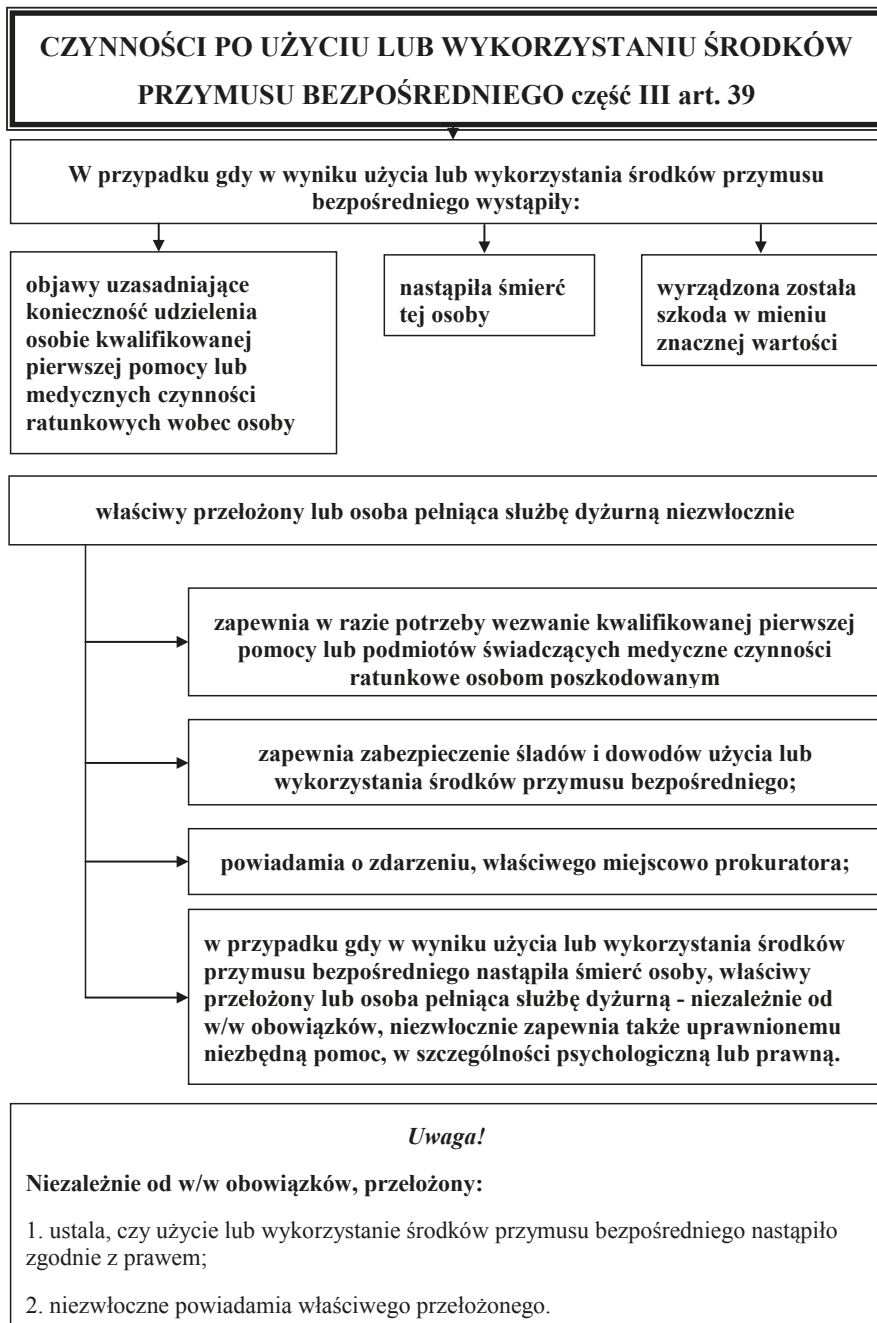 CZYNNOŚCI PO UŻYCIU LUB WYKORZYSTANIU ŚRODKÓW
PRZYMUSU BEZPOŚREDNIEGO część III art. 39
W przypadku gdy w wyniku użycia lub wykorzystania środków przymusu
bezpośredniego wystąpiły:
objawy uzasadniające
konieczność udzielenia
osobie kwalifikowanej
pierwszej pomocy lub
medycznych czynności
ratunkowych wobec osoby
nastąpiła śmierć
tej osoby
wyrządzona została
szkoda w mieniu
znacznej wartości
właściwy przełożony lub osoba pełniąca służbę dyżurną niezwłocznie
zapewnia w razie potrzeby wezwanie kwalifikowanej pierwszej
pomocy lub podmiotów świadczących medyczne czynności
ratunkowe osobom poszkodowanym
zapewnia zabezpieczenie śladów i dowodów użycia lub
wykorzystania środków przymusu bezpośredniego;
powiadamia o zdarzeniu, właściwego miejscowo prokuratora;
w przypadku gdy w wyniku użycia lub wykorzystania środków
przymusu bezpośredniego nastąpiła śmierć osoby, właściwy
przełożony lub osoba pełniąca służbę dyżurną - niezależnie od
w/w obowiązków, niezwłocznie zapewnia także uprawnionemu
niezbędną pomoc, w szczególności psychologiczną lub prawną.
Uwaga!
Niezależnie od w/w obowiązków, przełożony:
1. ustala, czy użycie lub wykorzystanie środków przymusu bezpośredniego nastąpiło
zgodnie z prawem;
2. niezwłoczne powiadamia właściwego przełożonego.